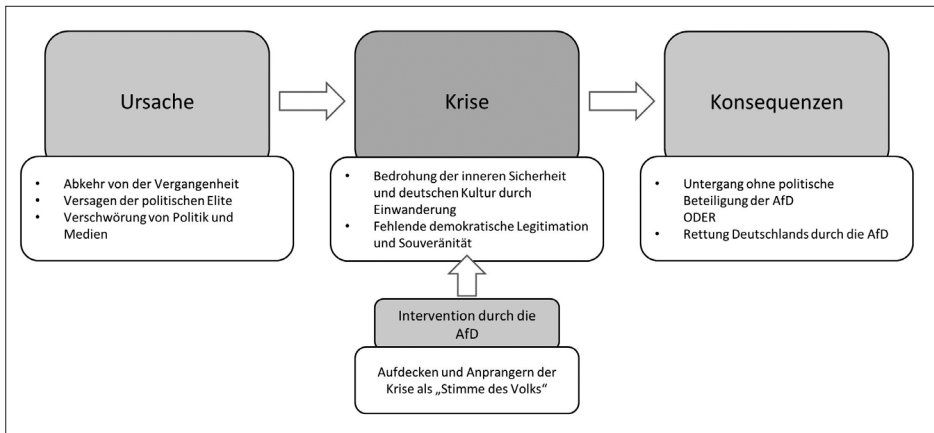 Ursache
• Abkehr von der Vergangenheit
• Versagen der politischen Elite
• Verschwörung von Politik und
Medien
Krise
• Bedrohung der inneren Sicherheit
und deutschen Kultur durch
Einwanderung
• Fehlende demokratische Legitimation
und Souveränität
Konsequenzen
• Untergang ohne politische
Beteiligung der AfD
ODER
• Rettung Deutschlands durch die AfD
Intervention durch die
AfD
Aufdecken und Anprangern der
Krise als „Stimme des Volks“